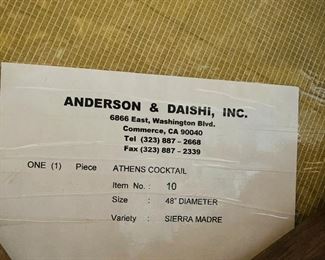 ANDERSON & DAISHI, INC.
6866 East, Washington Blvd.
Commerce, CA 90040
Tel (323) 887 - 2668
Fax (323) 887 - 2339
ONE (1) Piece ATHENS COCKTAIL
Item No. : 10
Size : 48" DIAMETER
Variety : SIERRA MADRE